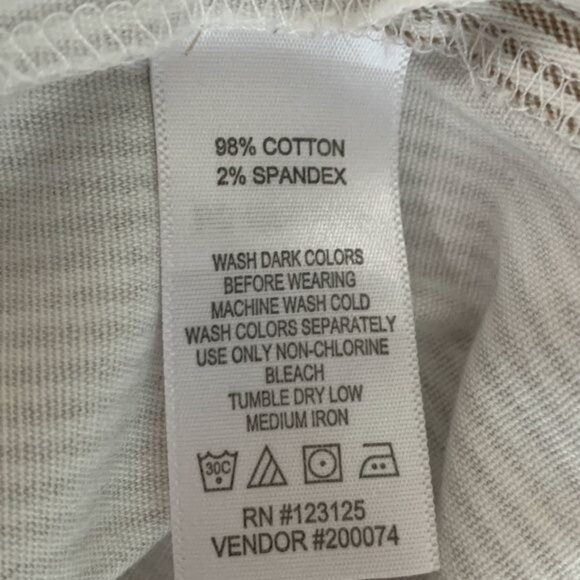 98% COTTON
2% SPANDEX
WASH DARK COLORS
BEFORE WEARING
MACHINE WASH COLD
WASH COLORS SEPARATELY
USE ONLY NON-CHLORINE
BLEACH
TUMBLE DRY LOW
MEDIUM IRON
30C
RN #123125
VENDOR #200074